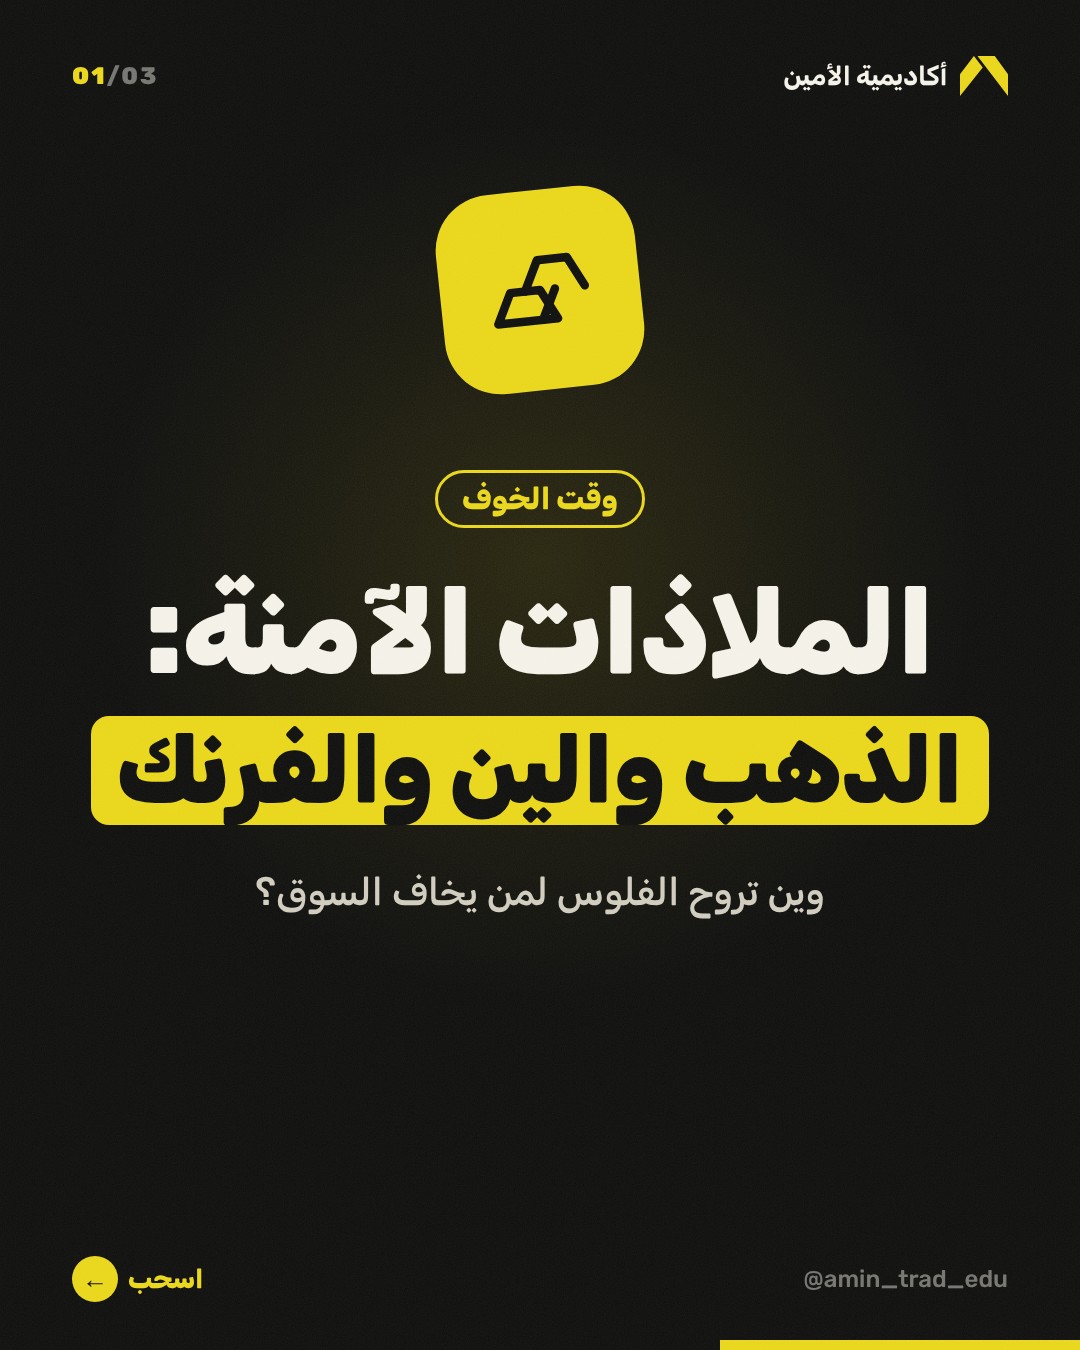 أكاديمية الأمين
01/03
وقت الخوف
الملاذات الآمنة:
الذهب والين والفرنك
وين تروح الفلوس لمن يخاف السوق؟
@amin_trad_edu
اسحب ←